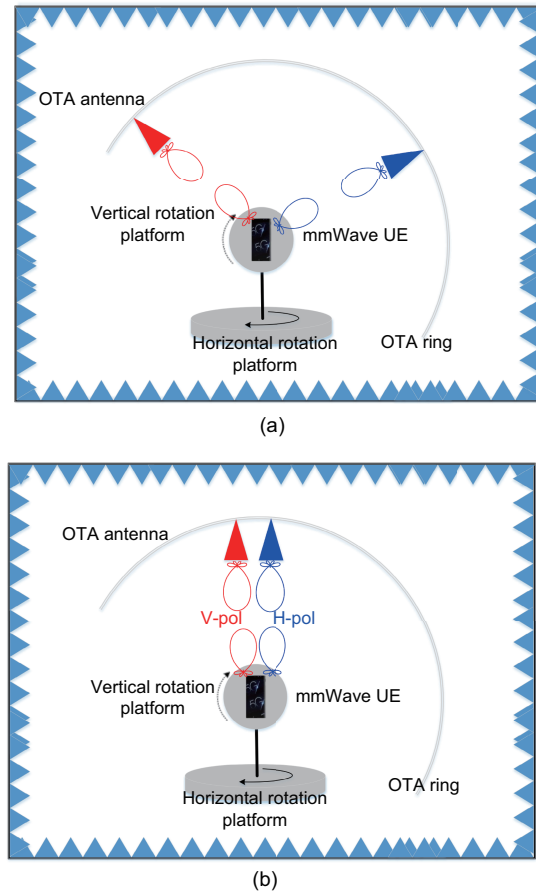 OTA antenna
Vertical rotation
platform
mmWave UE
Horizontal rotation
platform
OTA ring
(a)
OTA antenna
V-pol
H-pol
Vertical rotation
platform
mmWave UE
Horizontal rotation
platform
OTA ring
(b)